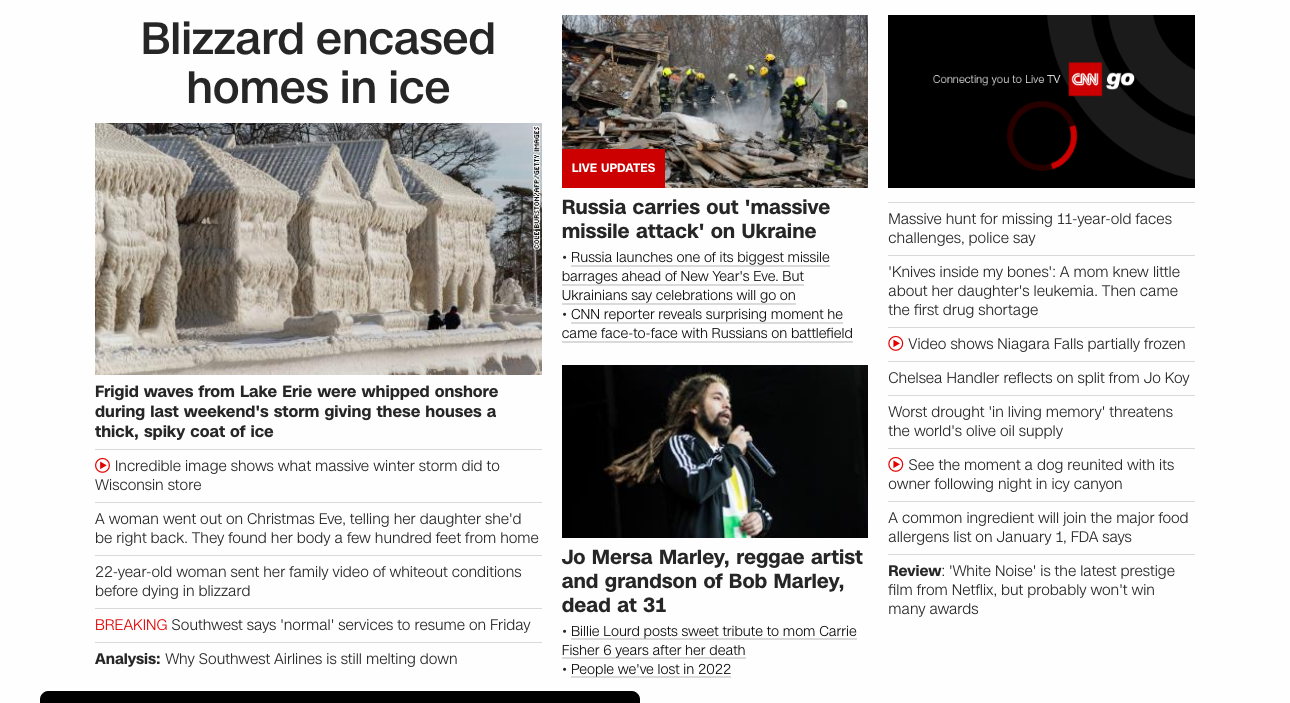 Blizzard encased
homes in ice
COLE BURSTON/AFP/GETTY IMAGES
Frigid waves from Lake Erie were whipped onshore
during last weekend's storm giving these houses a
thick, spiky coat of ice
Incredible image shows what massive winter storm did to
Wisconsin store
A woman went out on Christmas Eve, telling her daughter she'd
be right back. They found her body a few hundred feet from home
22-year-old woman sent her family video of whiteout conditions
before dying in blizzard
BREAKING Southwest says 'normal' services to resume on Friday
Analysis: Why Southwest Airlines is still melting down
LIVE UPDATES
Russia carries out 'massive
missile attack' on Ukraine
• Russia launches one of its biggest missile
barrages ahead of New Year's Eve. But
Ukrainians say celebrations will go on
• CNN reporter reveals surprising moment he
came face-to-face with Russians on battlefield
Jo Mersa Marley, reggae artist
and grandson of Bob Marley,
dead at 31
• Billie Lourd posts sweet tribute to mom Carrie
Fisher 6 years after her death
• People we've lost in 2022
Connecting you to Live TV CNN go
Massive hunt for missing 11-year-old faces
challenges, police say
'Knives inside my bones': A mom knew little
about her daughter's leukemia. Then came
the first drug shortage
Video shows Niagara Falls partially frozen
Chelsea Handler reflects on split from Jo Koy
Worst drought 'in living memory' threatens
the world's olive oil supply
See the moment a dog reunited with its
owner following night in icy canyon
A common ingredient will join the major food
allergens list on January 1, FDA says
Review: 'White Noise' is the latest prestige
film from Netflix, but probably won't win
many awards